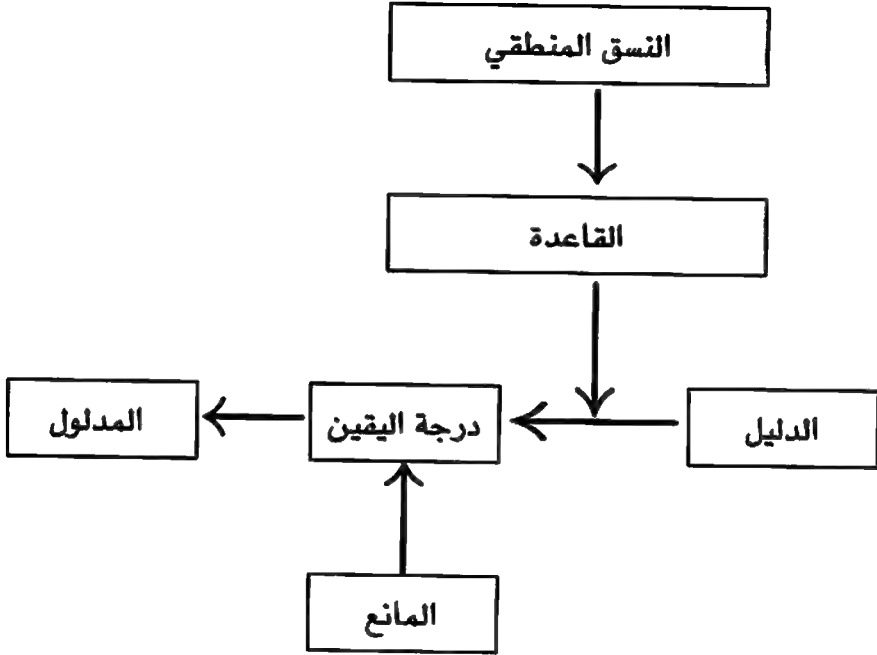 النسق المنطقي
القاعدة
الدليل
درجة اليقين
المدلول
المانع